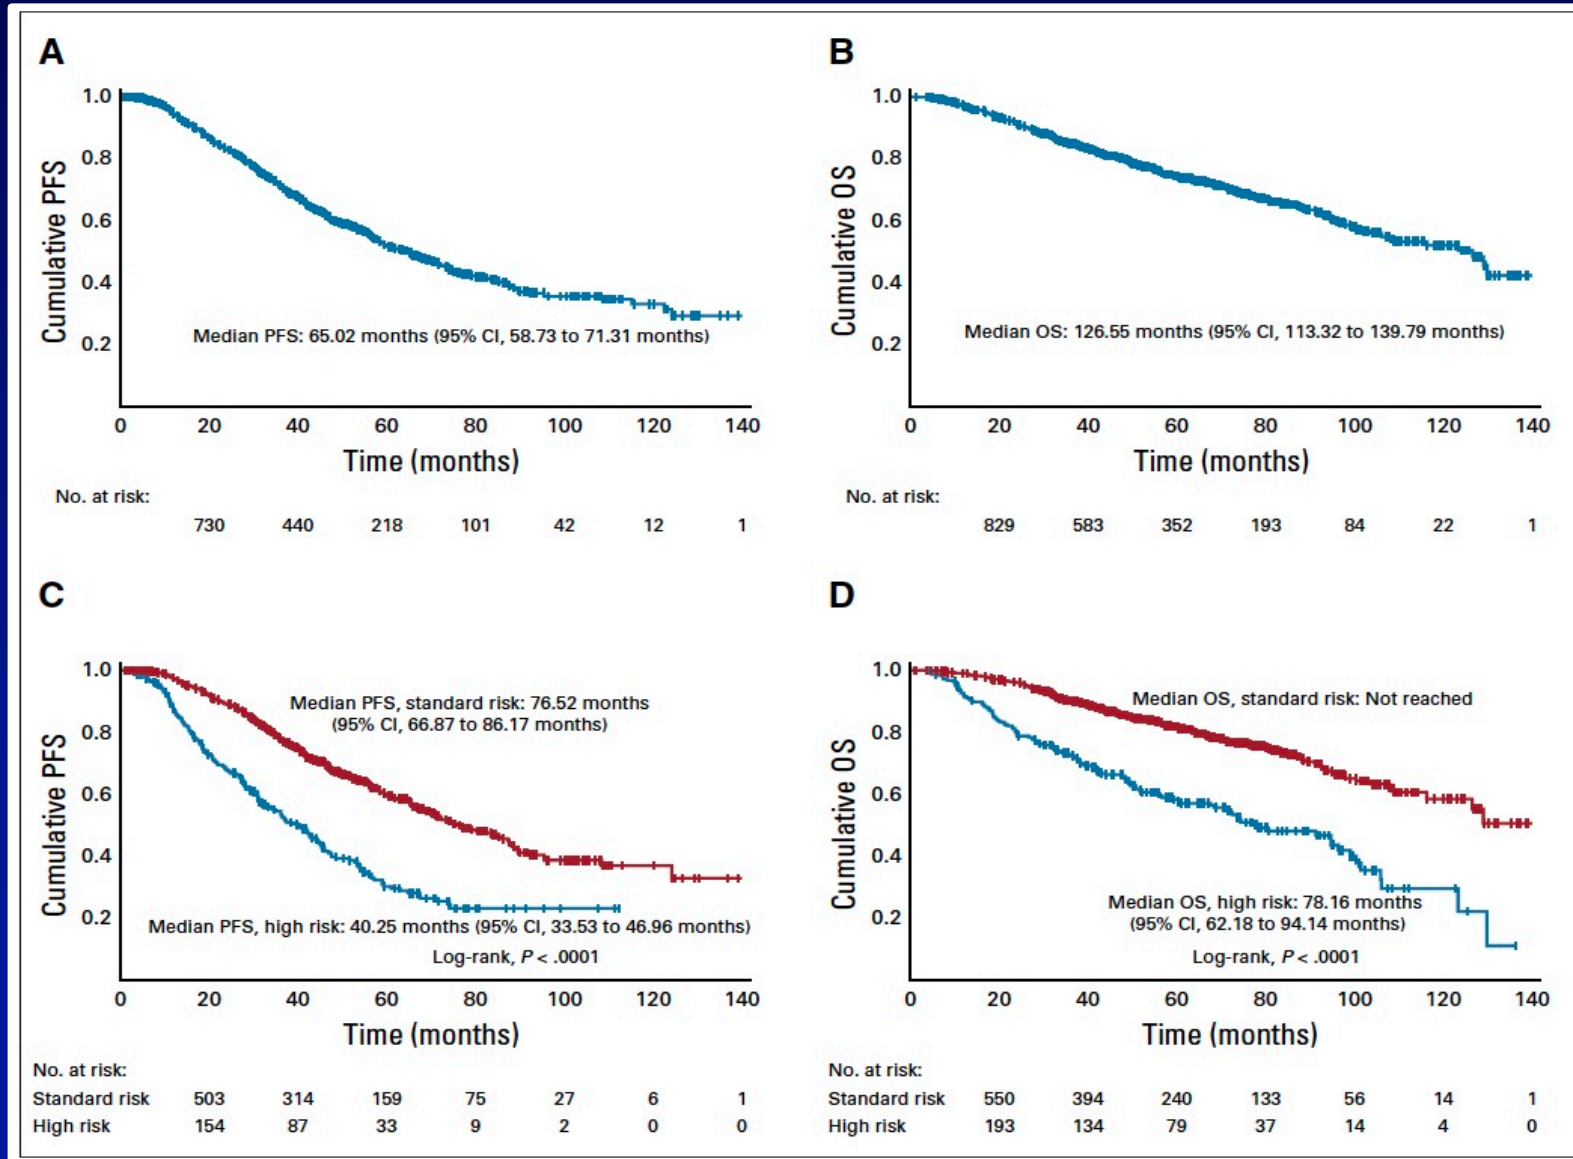 A
Cumulative PFS
1.0
0.8
0.6
0.4
0.2
Median PFS: 65.02 months (95% CI, 58.73 to 71.31 months)
0 20 40 60 80 100 120 140
Time (months)
No. at risk:
730 440 218 101 42 12 1
B
Cumulative OS
1.0
0.8
0.6
0.4
0.2
Median OS: 126.55 months (95% CI, 113.32 to 139.79 months)
0 20 40 60 80 100 120 140
Time (months)
No. at risk:
829 583 352 193 84 22 1
C
Cumulative PFS
1.0
0.8
0.6
0.4
0.2
Median PFS, standard risk: 76.52 months
(95% CI, 66.87 to 86.17 months)
Median PFS, high risk: 40.25 months (95% CI, 33.53 to 46.96 months)
Log-rank, P < .0001
0 20 40 60 80 100 120 140
Time (months)
No. at risk:
Standard risk 503 314 159 75 27 6 1
High risk 154 87 33 9 2 0 0
D
Cumulative OS
1.0
0.8
0.6
0.4
0.2
Median OS, standard risk: Not reached
Median OS, high risk: 78.16 months
(95% CI, 62.18 to 94.14 months)
Log-rank, P < .0001
0 20 40 60 80 100 120 140
Time (months)
No. at risk:
Standard risk 550 394 240 133 56 14 1
High risk 193 134 79 37 14 4 0